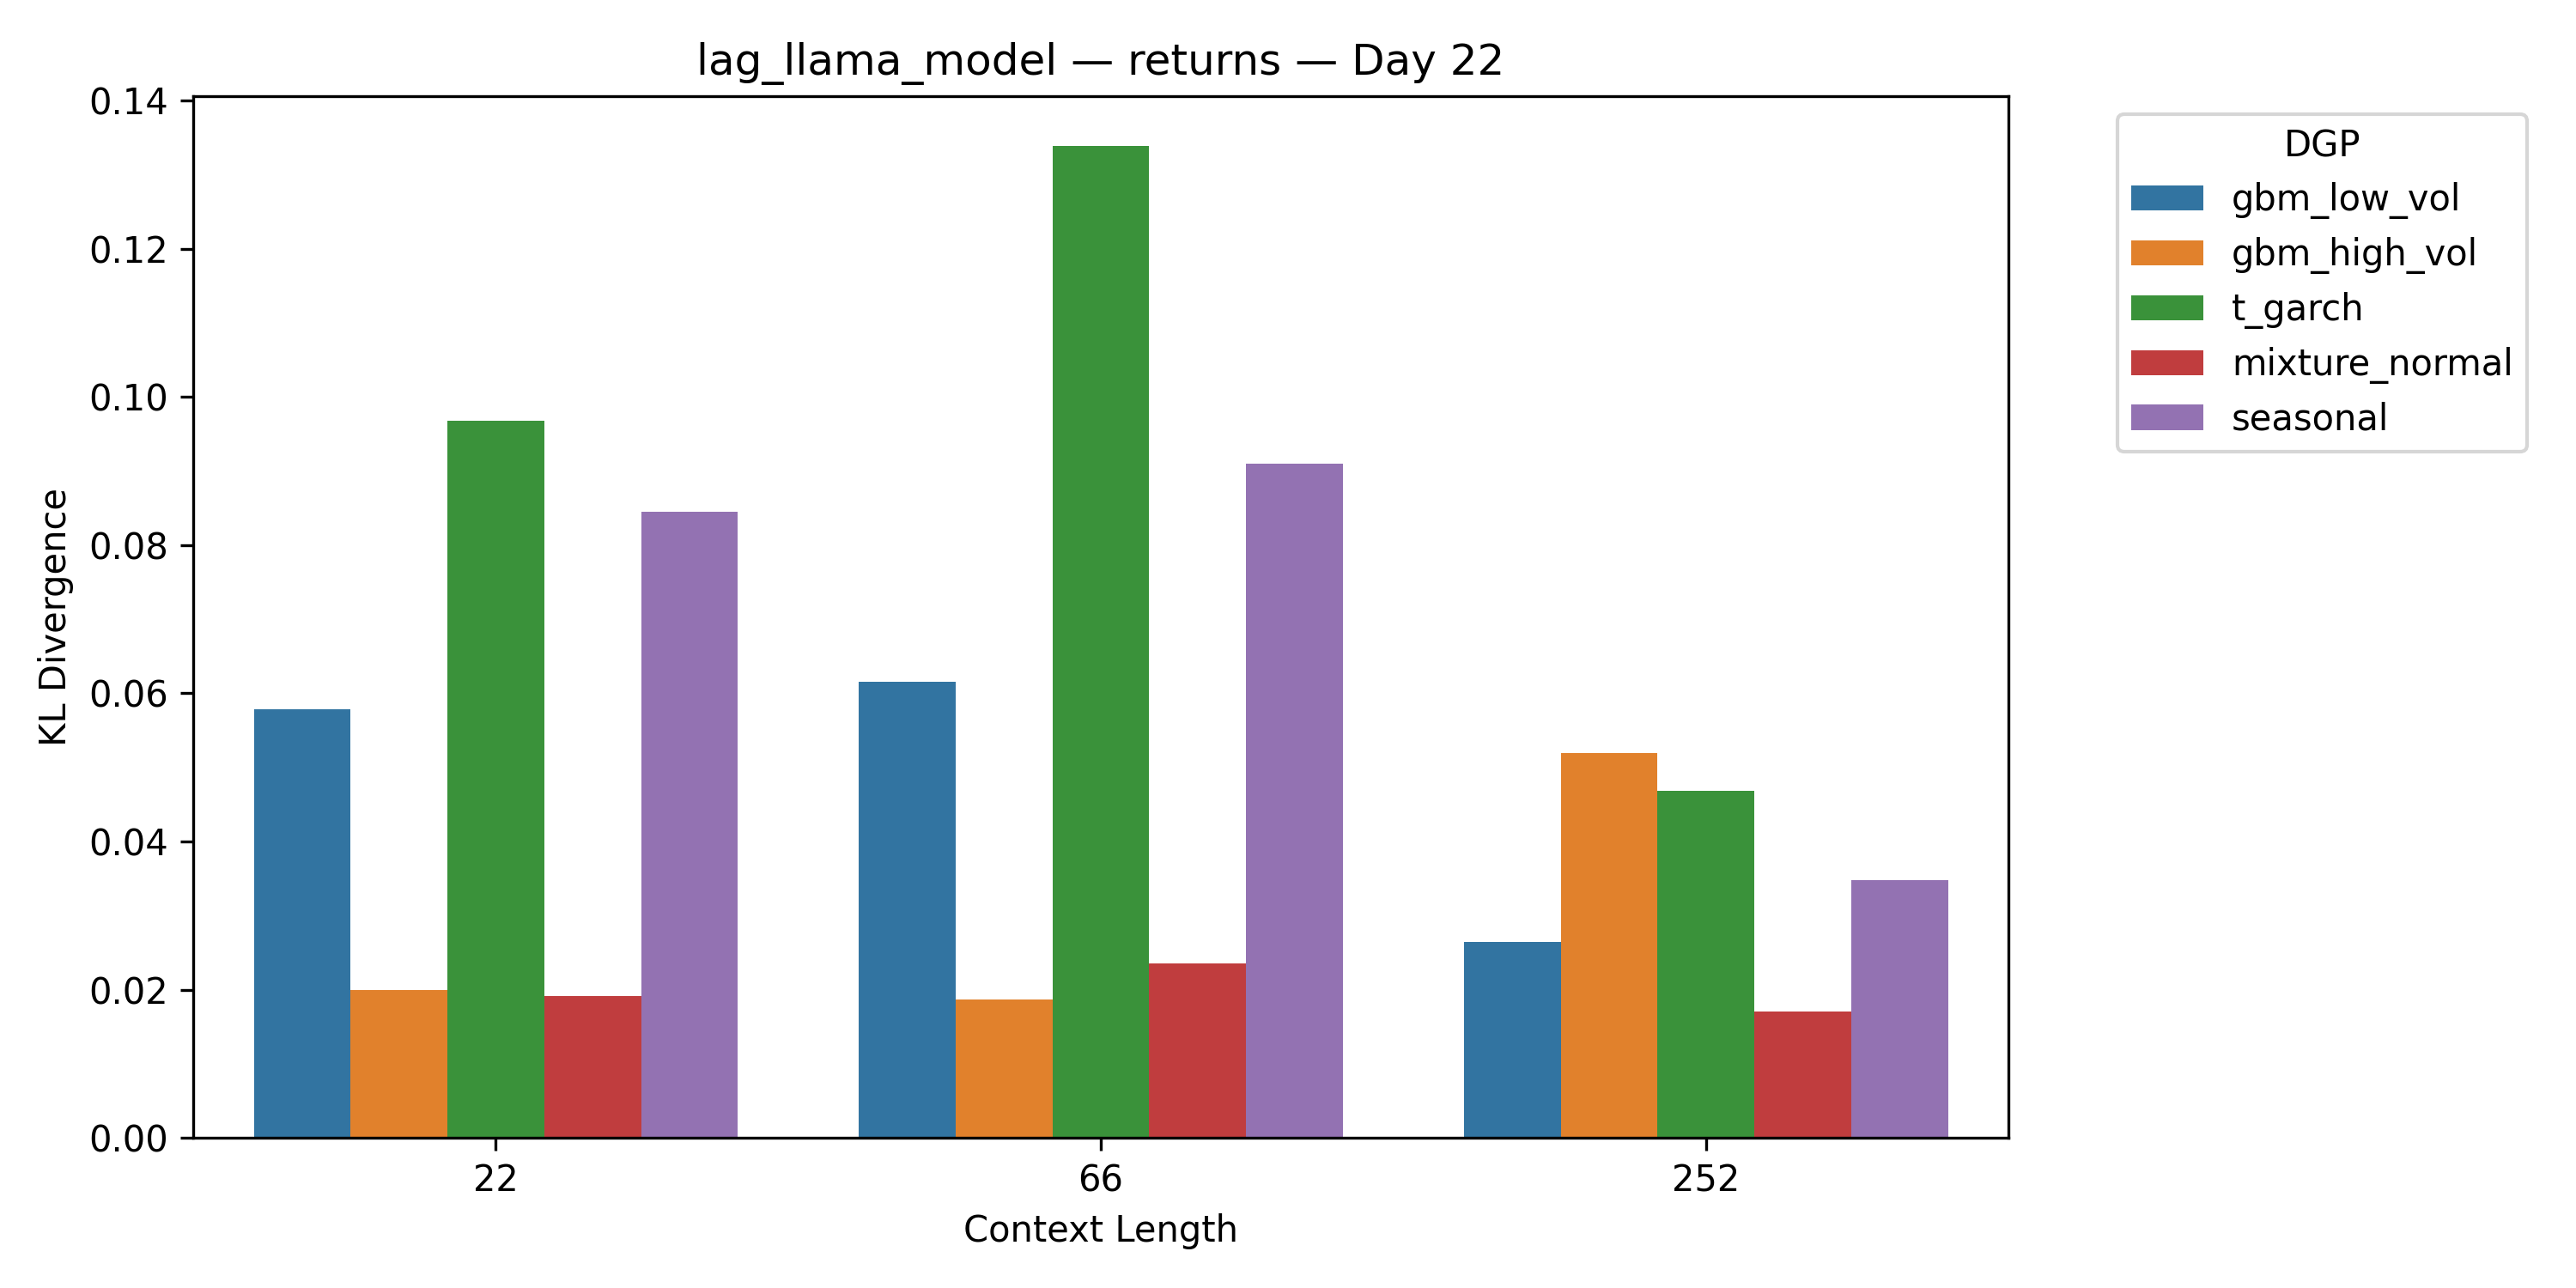 lag_llama_model — returns — Day 22
0.14
0.12
0.10
0.08
0.06
0.04
0.02
0.00
KL Divergence
22
66
252
Context Length
DGP
gbm_low_vol
gbm_high_vol
t_garch
mixture_normal
seasonal